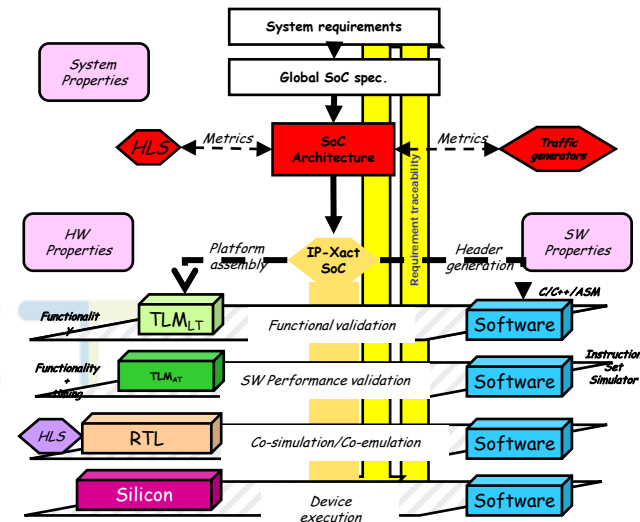 System requirements
System
Properties
Global SoC spec.
HLS
Metrics
SoC
Architecture
Metrics
Traffic
generators
Requirement traceability
HW
Properties
Platform
assembly
IP-Xact
SoC
Header
generation
SW
Properties
C/C++/ASM
Functionalit
y
TLMLT
Functional validation
Software
Functionality
+
timing
TLMAT
SW Performance validation
Software
Instruction
Set
Simulator
HLS
RTL
Co-simulation/Co-emulation
Software
Silicon
Device
execution
Software